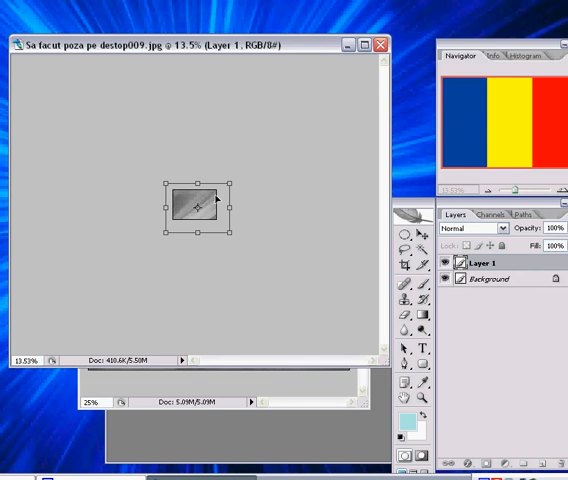 Sa facut poza pe destop009.jpg @ 13.5% (Layer 1, RGB/8#)
Navigator Info Histogram
13.53%
Layers Channels Paths
Normal Opacity: 100%
Lock: Fill: 100%
Layer 1
Background
T
13.53% Doc: 410.6K/5.50M
25% Doc: 5.09M/5.09M